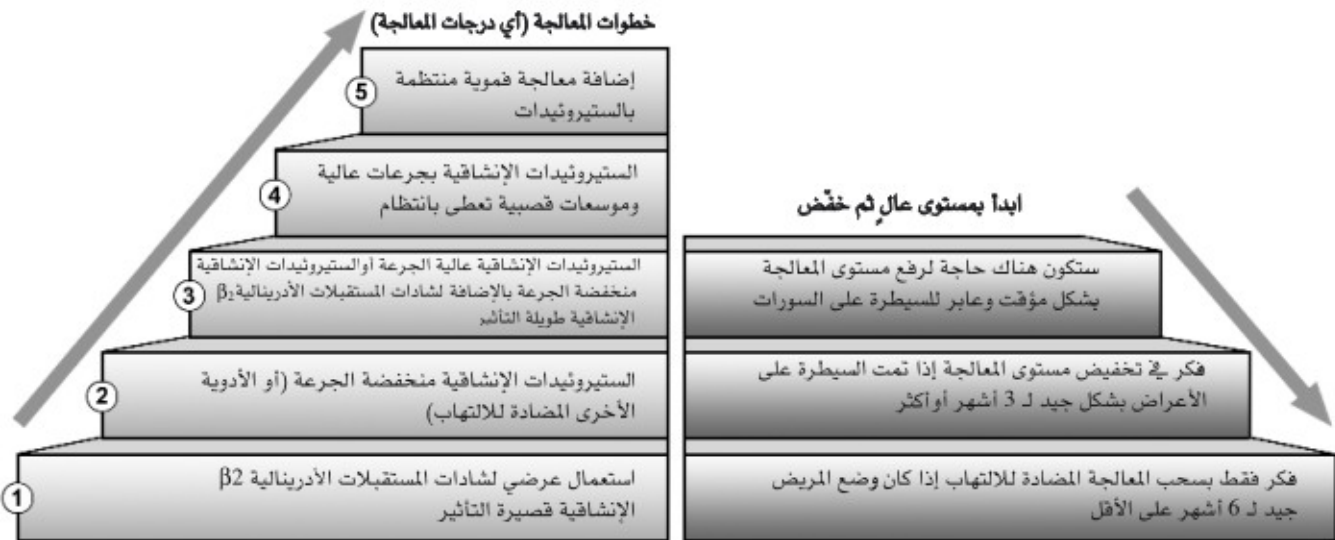 خطوات المعالجة (أي درجات المعالجة)
5
إضافة معالجة فموية منتظمة
بالستيروئيدات
4
الستيروئيدات الإنشاقية بجرعات عالية
وموسعات قصبية تعطى بانتظام
3
الستيروئيدات الإنشاقية عالية الجرعة أوالستيروئيدات الإنشاقية
منخفضة الجرعة بالإضافة لشادات المستقبلات الأدرينالية β₂
الإنشاقية طويلة التأثير
2
الستيروئيدات الإنشاقية منخفضة الجرعة (أو الأدوية
الأخرى المضادة للالتهاب)
1
استعمال عرضي لشادات المستقبلات الأدرينالية β2
الإنشاقية قصيرة التأثير
ابدأ بمستوى عالٍ ثم خفّض
ستكون هناك حاجة لرفع مستوى المعالجة
بشكل مؤقت وعابر للسيطرة على السورات
فكر في تخفيض مستوى المعالجة إذا تمت السيطرة على
الأعراض بشكل جيد لـ 3 أشهر أوأكثر
فكر فقط بسحب المعالجة المضادة للالتهاب إذا كان وضع المريض
جيد لـ 6 أشهر على الأقل